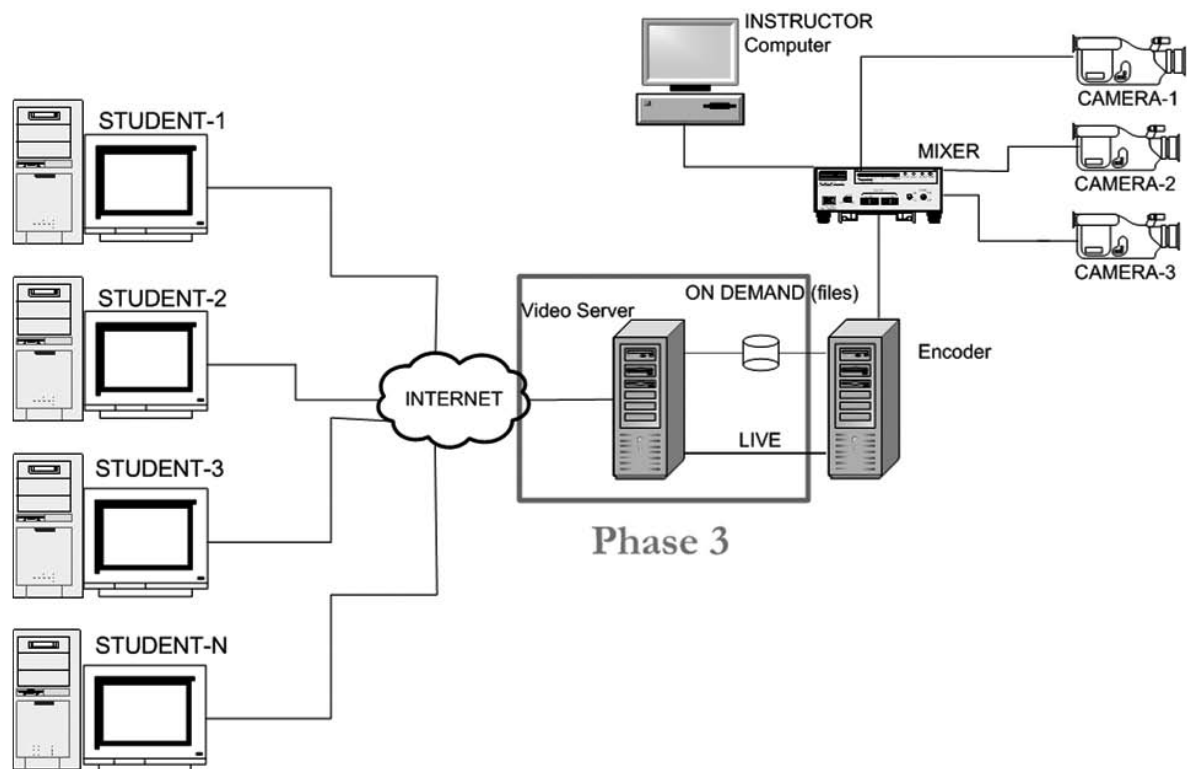 INSTRUCTOR
Computer
CAMERA-1
STUDENT-1
MIXER
CAMERA-2
CAMERA-3
STUDENT-2
ON DEMAND (files)
Video Server
Encoder
INTERNET
LIVE
STUDENT-3
Phase 3
STUDENT-N